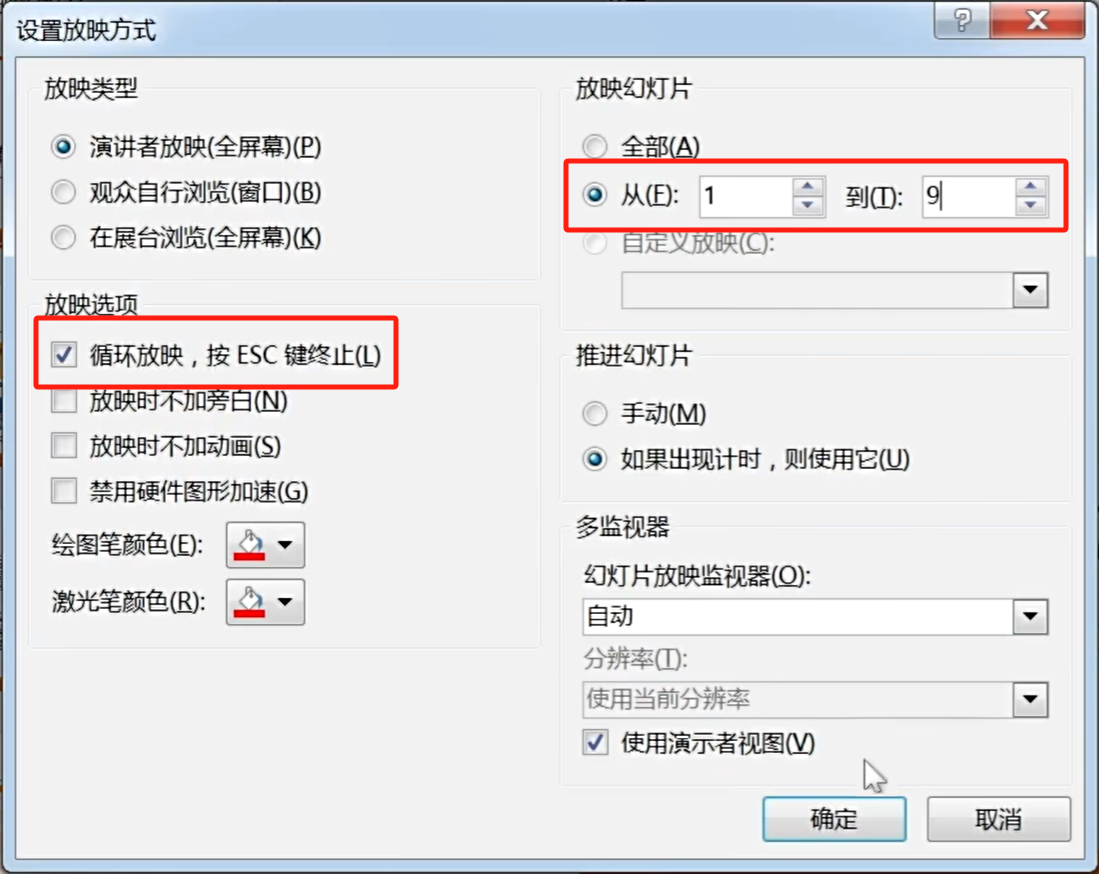 设置放映方式
放映类型
演讲者放映(全屏幕)(P)
观众自行浏览(窗口)(B)
在展台浏览(全屏幕)(K)
放映选项
循环放映，按 ESC 键终止(L)
放映时不加旁白(N)
放映时不加动画(S)
禁用硬件图形加速(G)
绘图笔颜色(E):
激光笔颜色(R):
放映幻灯片
全部(A)
从(F): 1 到(T): 9
自定义放映(C):
推进幻灯片
手动(M)
如果出现计时，则使用它(U)
多监视器
幻灯片放映监视器(O):
自动
分辨率(T):
使用当前分辨率
使用演示者视图(V)
确定 取消